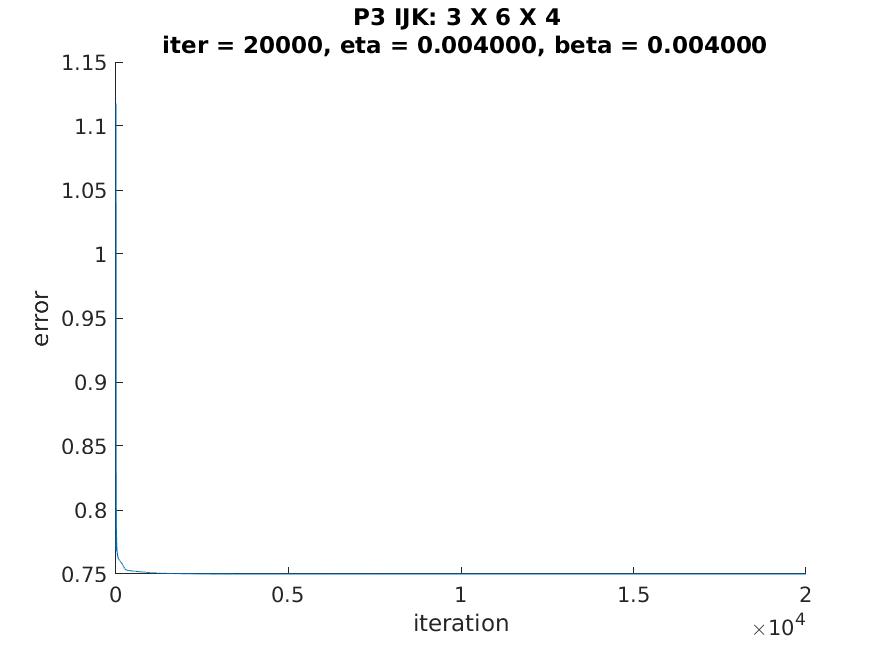 P3 IJK: 3 X 6 X 4
iter = 20000, eta = 0.004000, beta = 0.004000
1.15
1.1
1.05
1
0.95
0.9
0.85
0.8
0.75
error
0 0.5 1 1.5 2
iteration
×10⁴